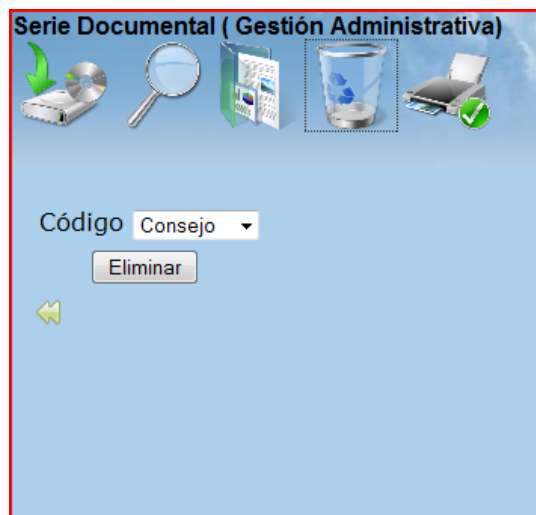 Serie Documental ( Gestión Administrativa)
Código Consejo
Eliminar